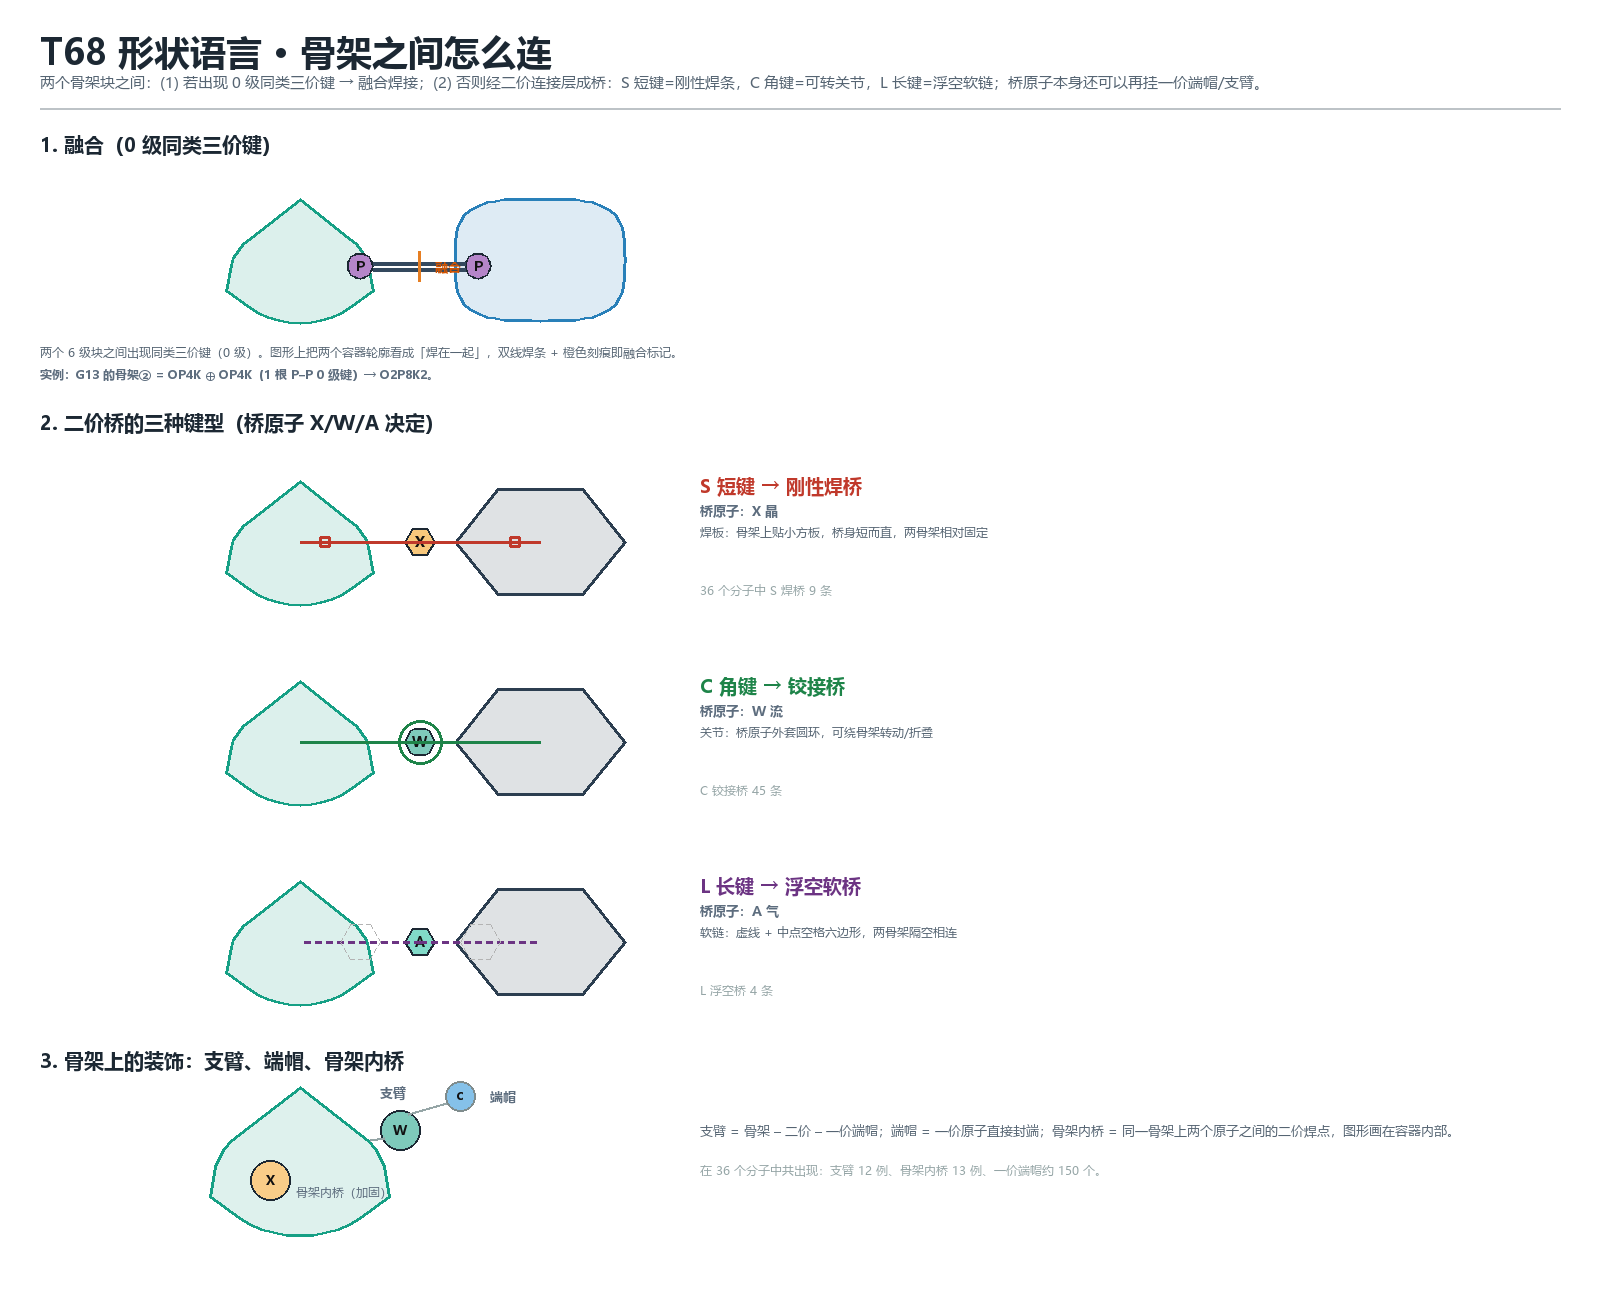 T68 形状语言 • 骨架之间怎么连
两个骨架块之间：(1) 若出现 0 级同类三价键 → 融合焊接；(2) 否则经二价连接层成桥：S 短键=刚性焊条，C 角键=可转关节，L 长键=浮空软链；桥原子本身还可以再挂一价端帽/支臂。
1. 融合（0 级同类三价键）
P 融合 P
两个 6 级块之间出现同类三价键（0 级）。图形上把两个容器轮廓看成「焊在一起」，双线焊条 + 橙色刻痕即融合标记。
实例：G13 的骨架② = OP4K ⊕ OP4K（1 根 P–P 0 级键）→ O2P8K2。
2. 二价桥的三种键型（桥原子 X/W/A 决定）
S 短键 → 刚性焊桥
桥原子：X 晶
焊板：骨架上贴小方板，桥身短而直，两骨架相对固定
X
36 个分子中 S 焊桥 9 条
C 角键 → 铰接桥
桥原子：W 流
关节：桥原子外套圆环，可绕骨架转动/折叠
W
C 铰接桥 45 条
L 长键 → 浮空软桥
桥原子：A 气
软链：虚线 + 中点空格六边形，两骨架隔空相连
A
L 浮空桥 4 条
3. 骨架上的装饰：支臂、端帽、骨架内桥
支臂 C 端帽
W
支臂 = 骨架 – 二价 – 一价端帽；端帽 = 一价原子直接封端；骨架内桥 = 同一骨架上两个原子之间的二价焊点，图形画在容器内部。
在 36 个分子中共出现：支臂 12 例、骨架内桥 13 例、一价端帽约 150 个。
X
骨架内桥（加固）